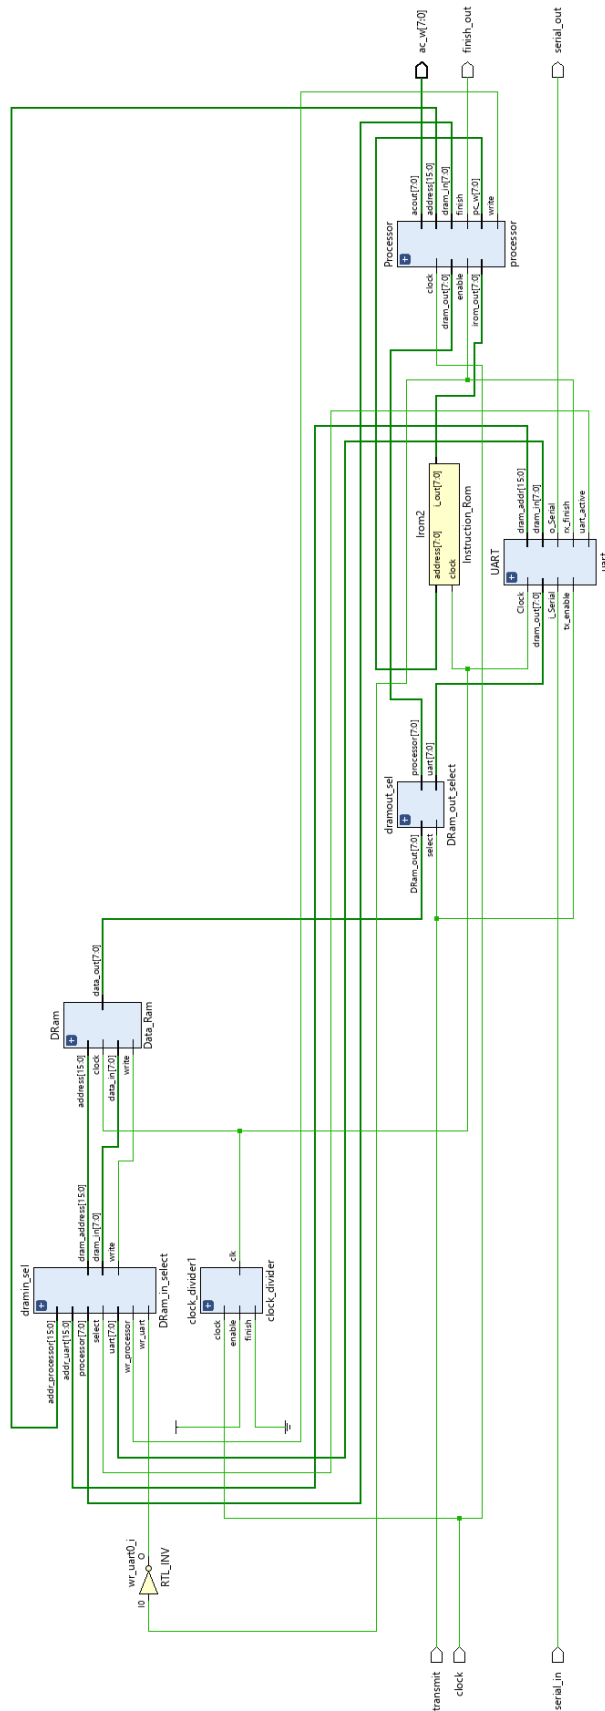 ac_w[7:0]
finish_out
serial_out
Processor
acout[7:0]
address[15:0]
dram_in[7:0]
finish
pc_w[7:0]
write
clock
dram_out[7:0]
enable
irom_out[7:0]
processor
Irom2
i_out[7:0]
address[7:0]
clock
Instruction_Rom
UART
dram_addr[15:0]
dram_in[7:0]
o_Serial
rx_finish
uart_active
Clock
dram_out[7:0]
i_Serial
tx_enable
uart
dramout_sel
processor[7:0]
uart[7:0]
DRam_out[7:0]
select
DRam_out_select
DRam
data_out[7:0]
address[15:0]
clock
data_in[7:0]
write
Data_Ram
dramin_sel
dram_address[15:0]
dram_in[7:0]
write
addr_processor[15:0]
addr_uart[15:0]
processor[7:0]
select
uart[7:0]
wr_processor
wr_uart
DRam_in_select
clock_divider1
clk
clock
enable
finish
clock_divider
wr_uart0_i
I0
O
RTL_INV
transmit
clock
serial_in